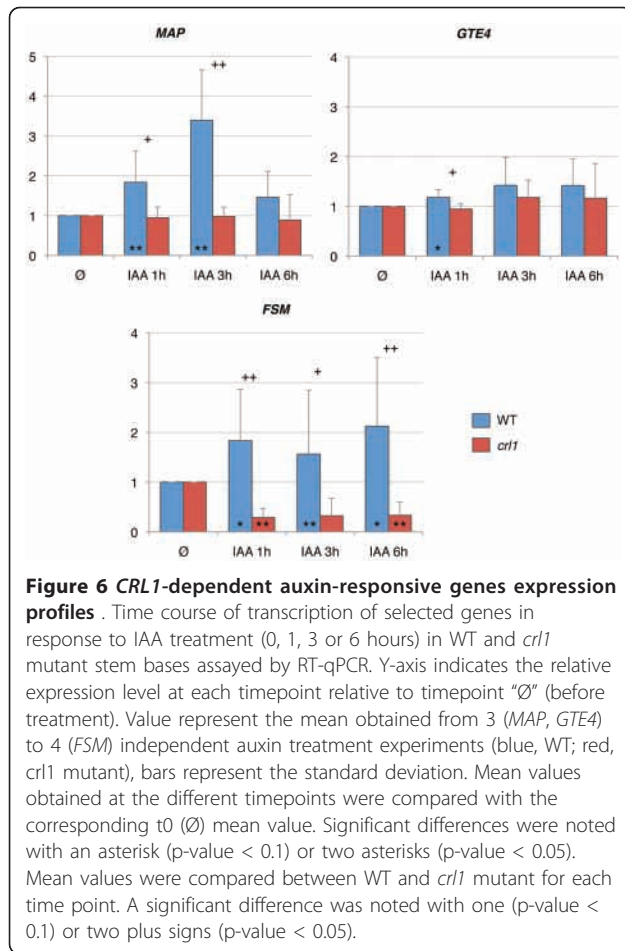 MAP
5
4
3
2
1
0
++
+
**
**
Ø IAA 1h IAA 3h IAA 6h
GTE4
4
3
2
1
0
+
*
Ø IAA 1h IAA 3h IAA 6h
FSM
4
3
2
1
0
++ + ++
* ** ** * **
Ø IAA 1h IAA 3h IAA 6h
WT
crl1
Figure 6 CRL1-dependent auxin-responsive genes expression
profiles . Time course of transcription of selected genes in
response to IAA treatment (0, 1, 3 or 6 hours) in WT and crl1
mutant stem bases assayed by RT-qPCR. Y-axis indicates the relative
expression level at each timepoint relative to timepoint “Ø” (before
treatment). Value represent the mean obtained from 3 (MAP, GTE4)
to 4 (FSM) independent auxin treatment experiments (blue, WT; red,
crl1 mutant), bars represent the standard deviation. Mean values
obtained at the different timepoints were compared with the
corresponding t0 (Ø) mean value. Significant differences were noted
with an asterisk (p-value < 0.1) or two asterisks (p-value < 0.05).
Mean values were compared between WT and crl1 mutant for each
time point. A significant difference was noted with one (p-value <
0.1) or two plus signs (p-value < 0.05).